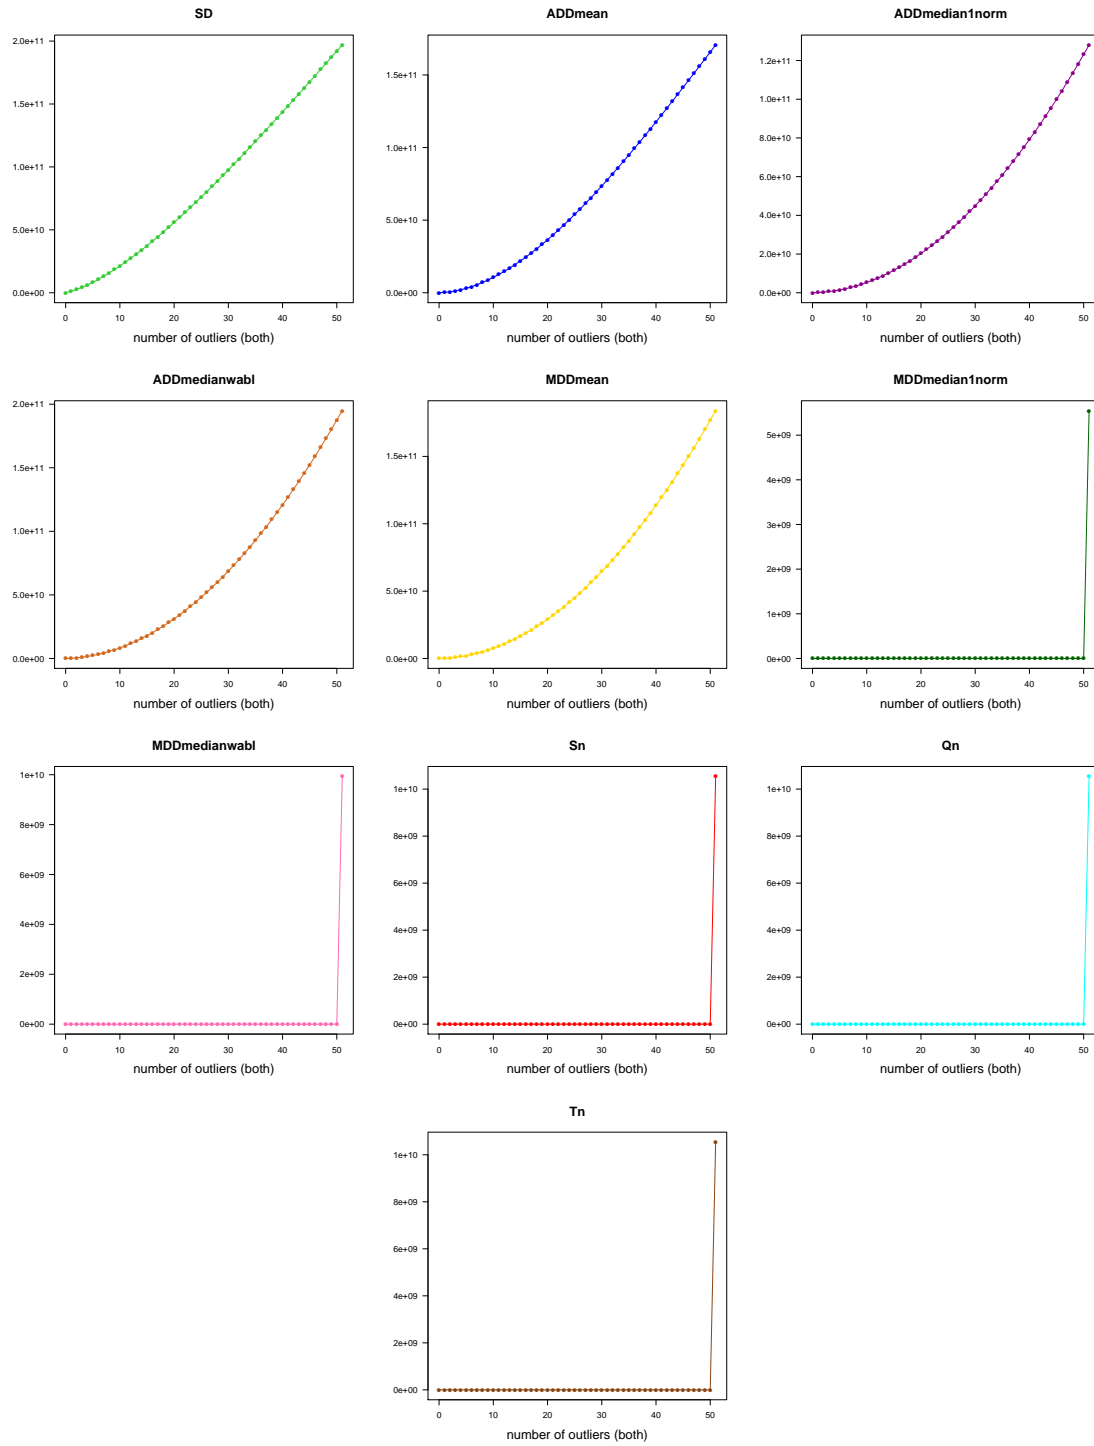 SD
2.0e+11
1.5e+11
1.0e+11
5.0e+10
0.0e+00
0 10 20 30 40 50
number of outliers (both)
ADDmean
1.5e+11
1.0e+11
5.0e+10
0.0e+00
0 10 20 30 40 50
number of outliers (both)
ADDmedian1norm
1.2e+11
1.0e+11
8.0e+10
6.0e+10
4.0e+10
2.0e+10
0.0e+00
0 10 20 30 40 50
number of outliers (both)
ADDmedianwabl
2.0e+11
1.5e+11
1.0e+11
5.0e+10
0.0e+00
0 10 20 30 40 50
number of outliers (both)
MDDmean
1.5e+11
1.0e+11
5.0e+10
0.0e+00
0 10 20 30 40 50
number of outliers (both)
MDDmedian1norm
5e+09
4e+09
3e+09
2e+09
1e+09
0e+00
0 10 20 30 40 50
number of outliers (both)
MDDmedianwabl
1e+10
8e+09
6e+09
4e+09
2e+09
0e+00
0 10 20 30 40 50
number of outliers (both)
Sn
1e+10
8e+09
6e+09
4e+09
2e+09
0e+00
0 10 20 30 40 50
number of outliers (both)
Qn
1e+10
8e+09
6e+09
4e+09
2e+09
0e+00
0 10 20 30 40 50
number of outliers (both)
Tn
1e+10
8e+09
6e+09
4e+09
2e+09
0e+00
0 10 20 30 40 50
number of outliers (both)